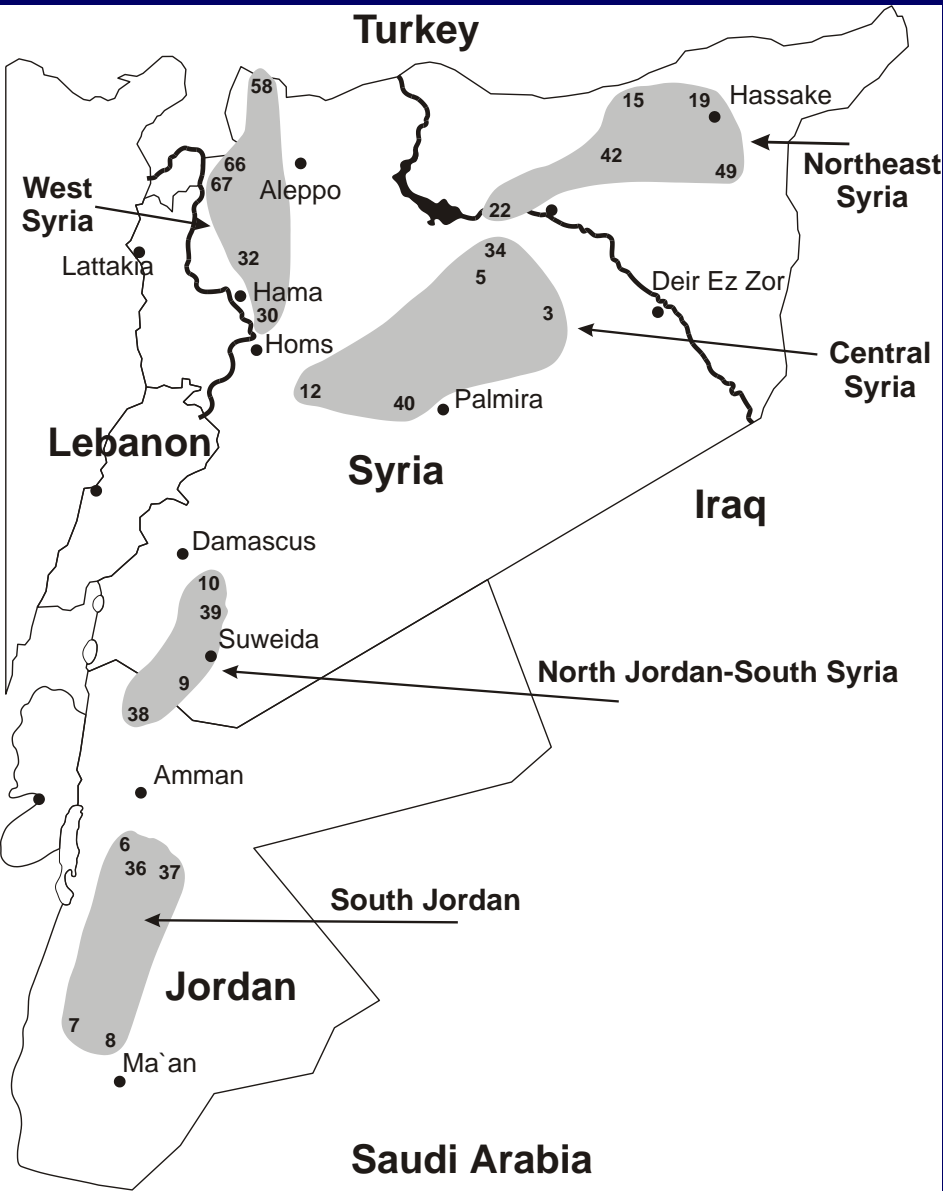 Turkey
58
15
19
Hassake
66
42
Northeast
Syria
67
Aleppo
49
West
Syria
22
34
Lattakia
32
5
Deir Ez Zor
Hama
30
3
Homs
Central
Syria
12
40
Palmira
Lebanon
Syria
Iraq
Damascus
10
39
Suweida
9
North Jordan-South Syria
38
Amman
6
36
37
South Jordan
Jordan
7
8
Ma`an
Saudi Arabia